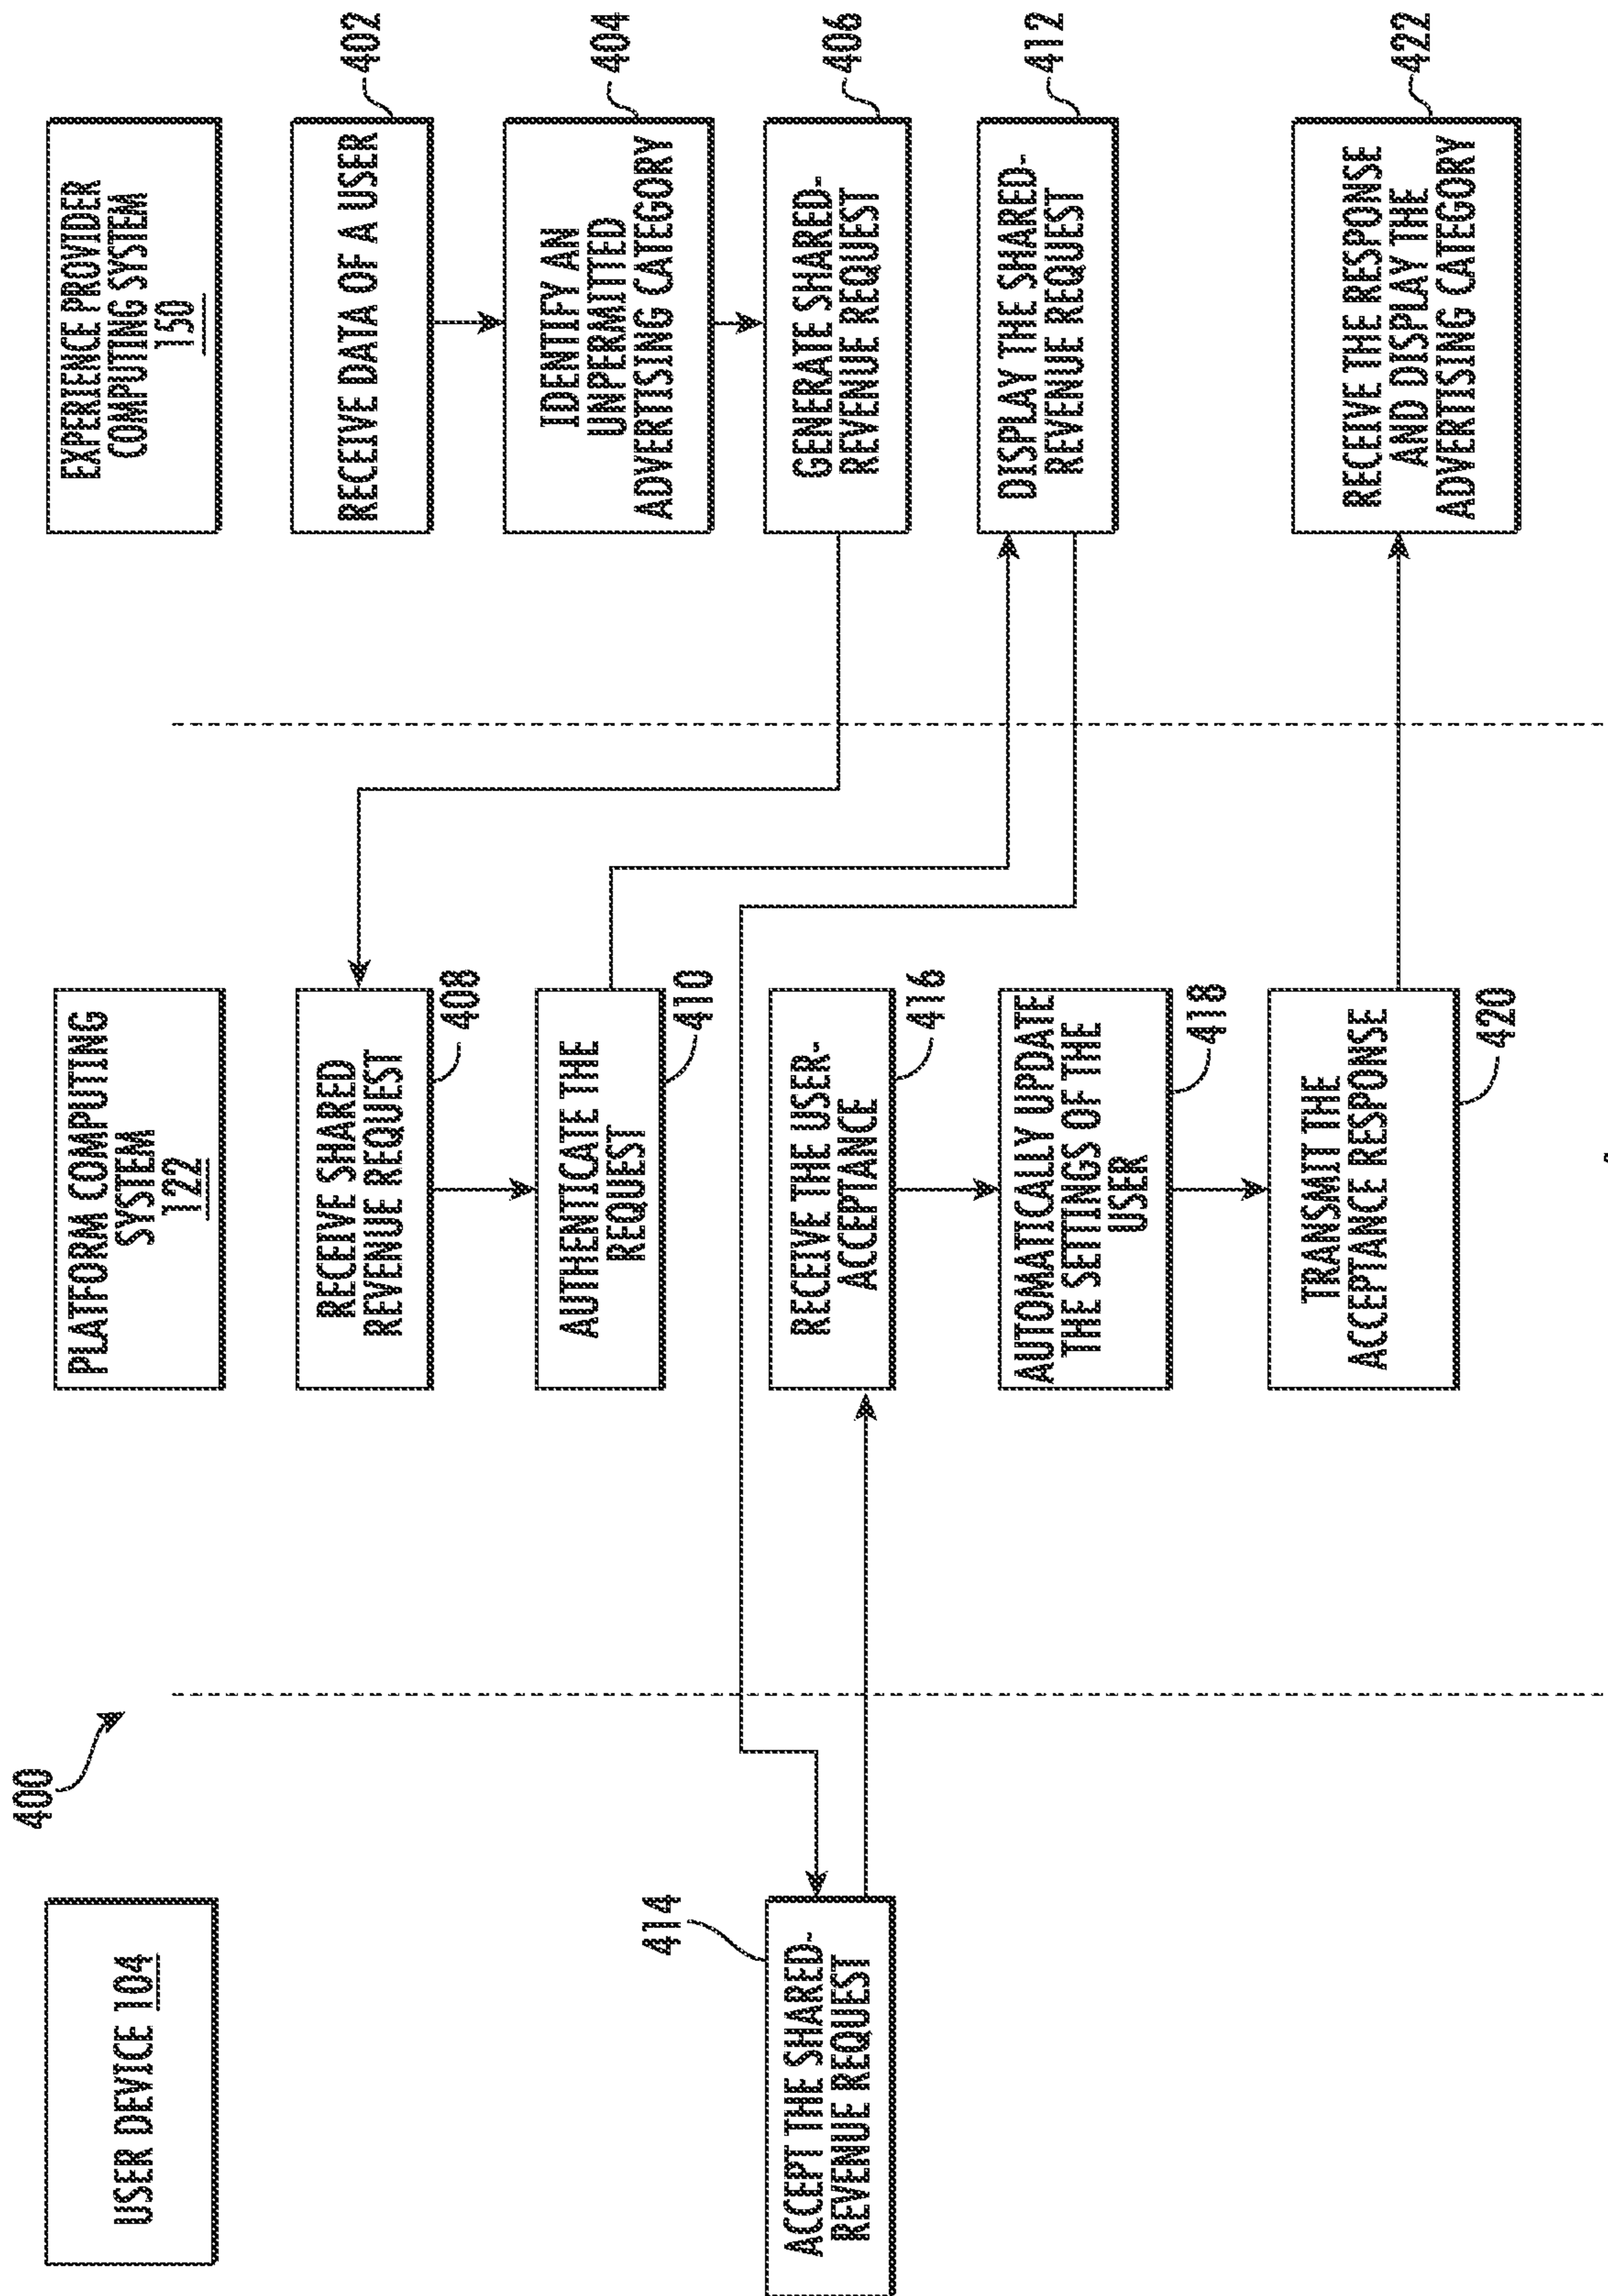 400
USER DEVICE 104
PLATFORM COMPUTING
SYSTEM
122
EXPERIENCE PROVIDER
COMPUTING SYSTEM
150
RECEIVE DATA OF A USER
402
IDENTIFY AN
UNPERMITTED
ADVERTISING CATEGORY
404
GENERATE SHARED-
REVENUE REQUEST
406
RECEIVE SHARED
REVENUE REQUEST
408
AUTHENTICATE THE
REQUEST
410
DISPLAY THE SHARED-
REVENUE REQUEST
412
414
ACCEPT THE SHARED-
REVENUE REQUEST
RECEIVE THE USER-
ACCEPTANCE
416
AUTOMATICALLY UPDATE
THE SETTINGS OF THE
USER
418
TRANSMIT THE
ACCEPTANCE RESPONSE
420
RECEIVE THE RESPONSE
AND DISPLAY THE
ADVERTISING CATEGORY
422